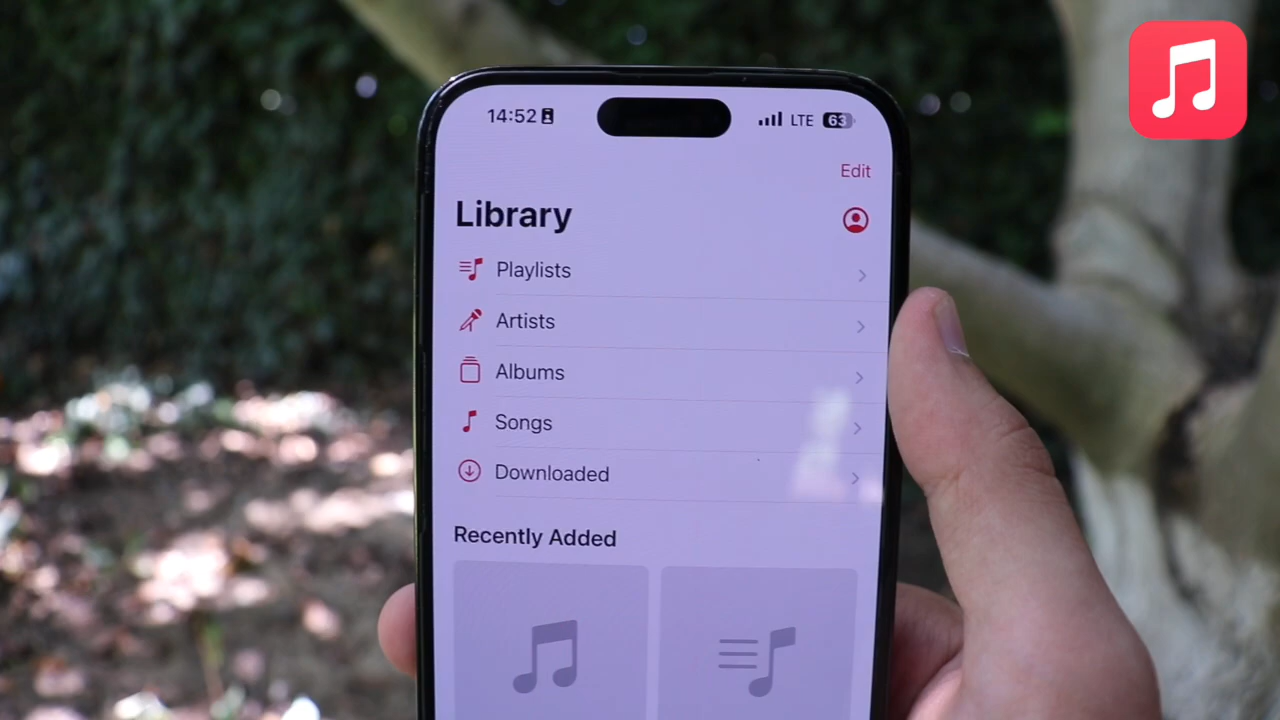 14:52 LTE 63
Edit
Library
Playlists
Artists
Albums
Songs
Downloaded
Recently Added